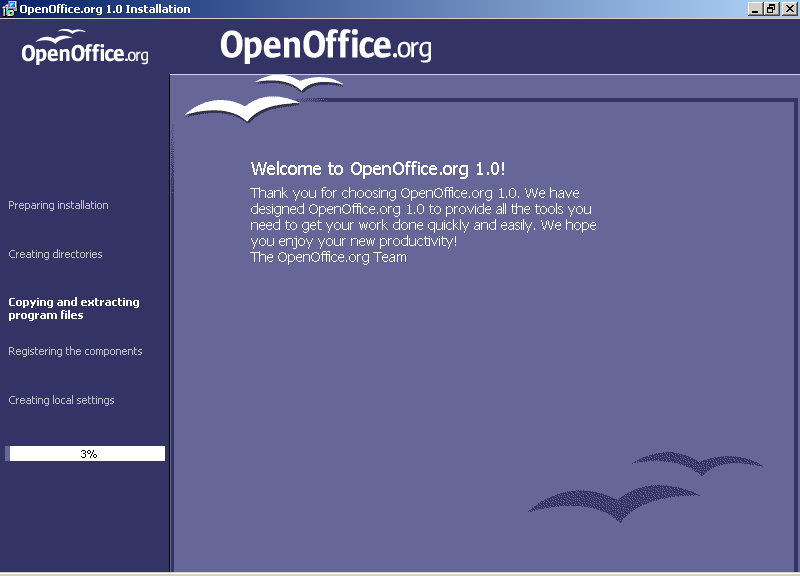 OpenOffice.org 1.0 Installation
OpenOffice.org
OpenOffice.org
Preparing installation
Creating directories
Copying and extracting
program files
Registering the components
Creating local settings
3%
Welcome to OpenOffice.org 1.0!
Thank you for choosing OpenOffice.org 1.0. We have
designed OpenOffice.org 1.0 to provide all the tools you
need to get your work done quickly and easily. We hope
you enjoy your new productivity!
The OpenOffice.org Team